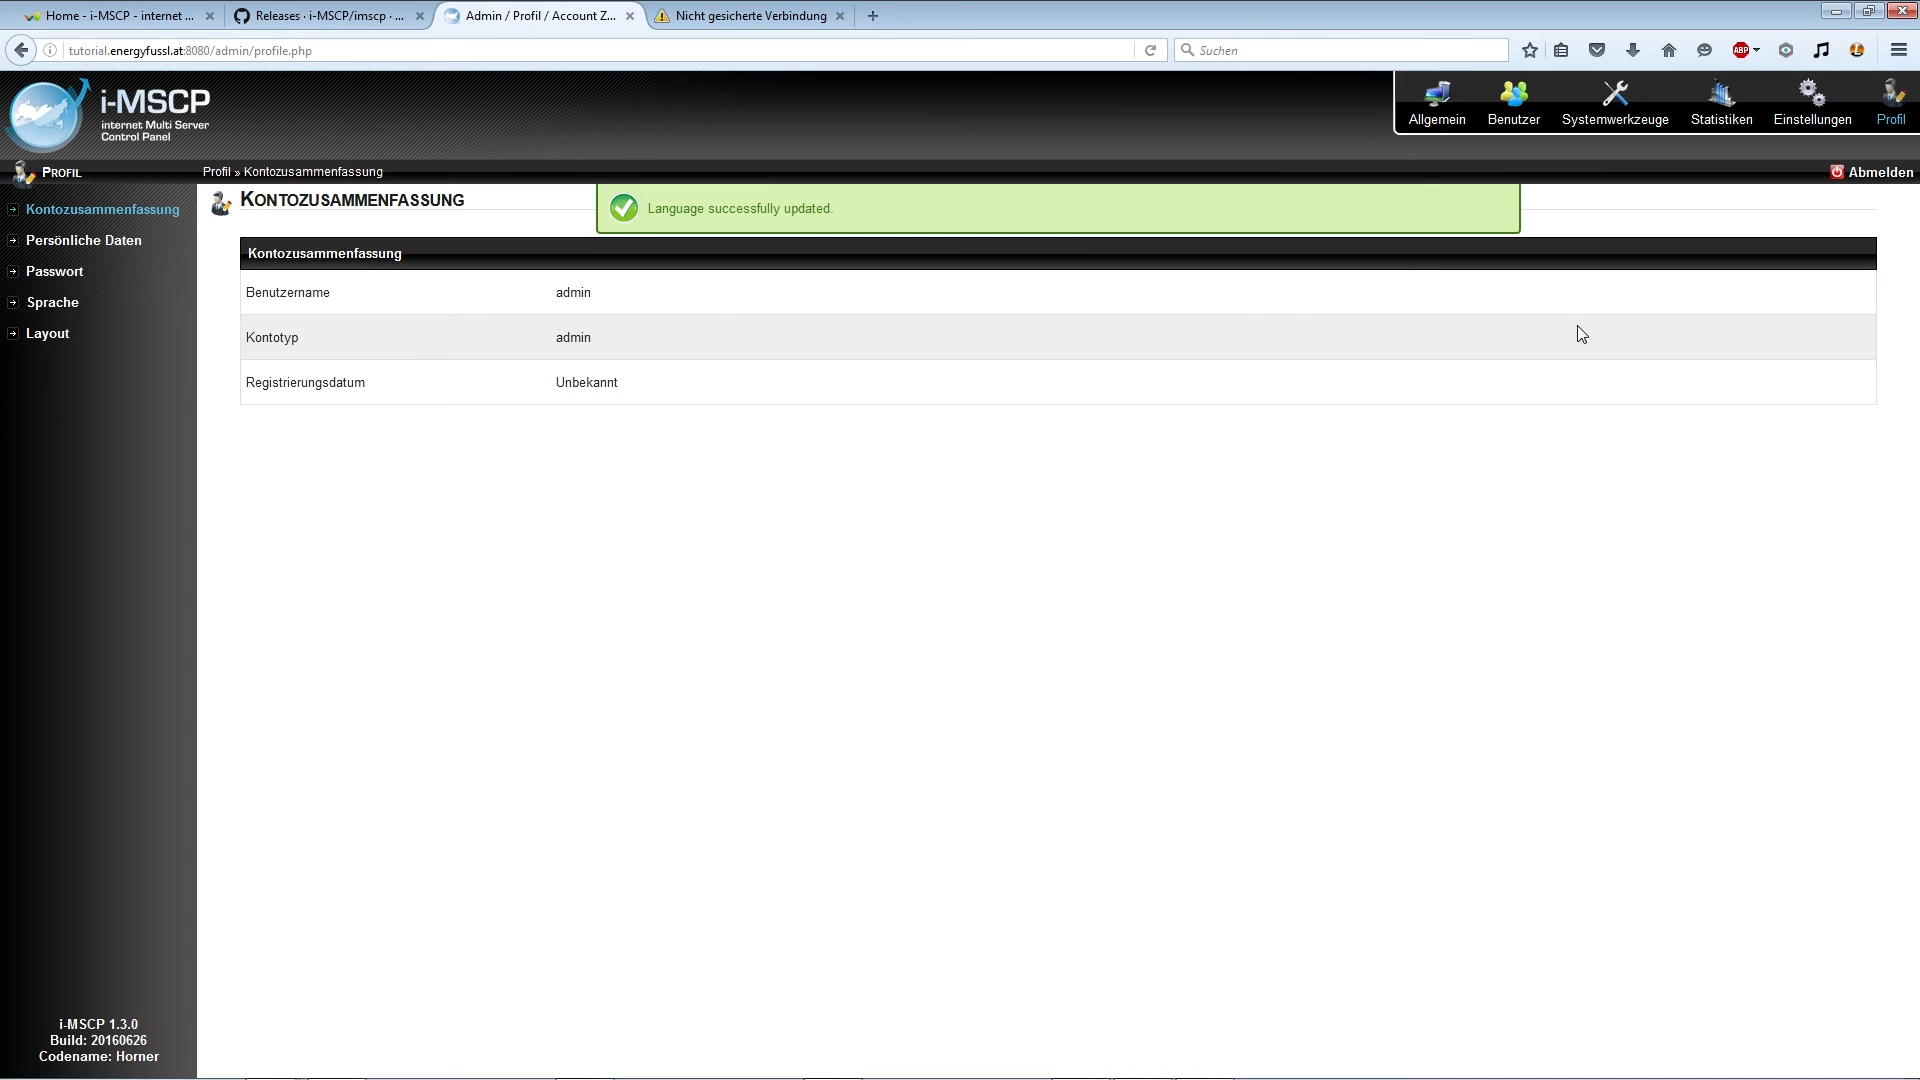 Home - i-MSCP - internet ...
Releases · i-MSCP/imscp · ...
Admin / Profil / Account Z...
Nicht gesicherte Verbindung
tutorial.energyfussl.at:8080/admin/profile.php
Suchen
ABP
i-MSCP
internet Multi Server
Control Panel
Allgemein
Benutzer
Systemwerkzeuge
Statistiken
Einstellungen
Profil
PROFIL
Profil » Kontozusammenfassung
Abmelden
Kontozusammenfassung
Persönliche Daten
Passwort
Sprache
Layout
KONTOZUSAMMENFASSUNG
Language successfully updated.
Kontozusammenfassung
Benutzername admin
Kontotyp admin
Registrierungsdatum Unbekannt
i-MSCP 1.3.0
Build: 20160626
Codename: Horner